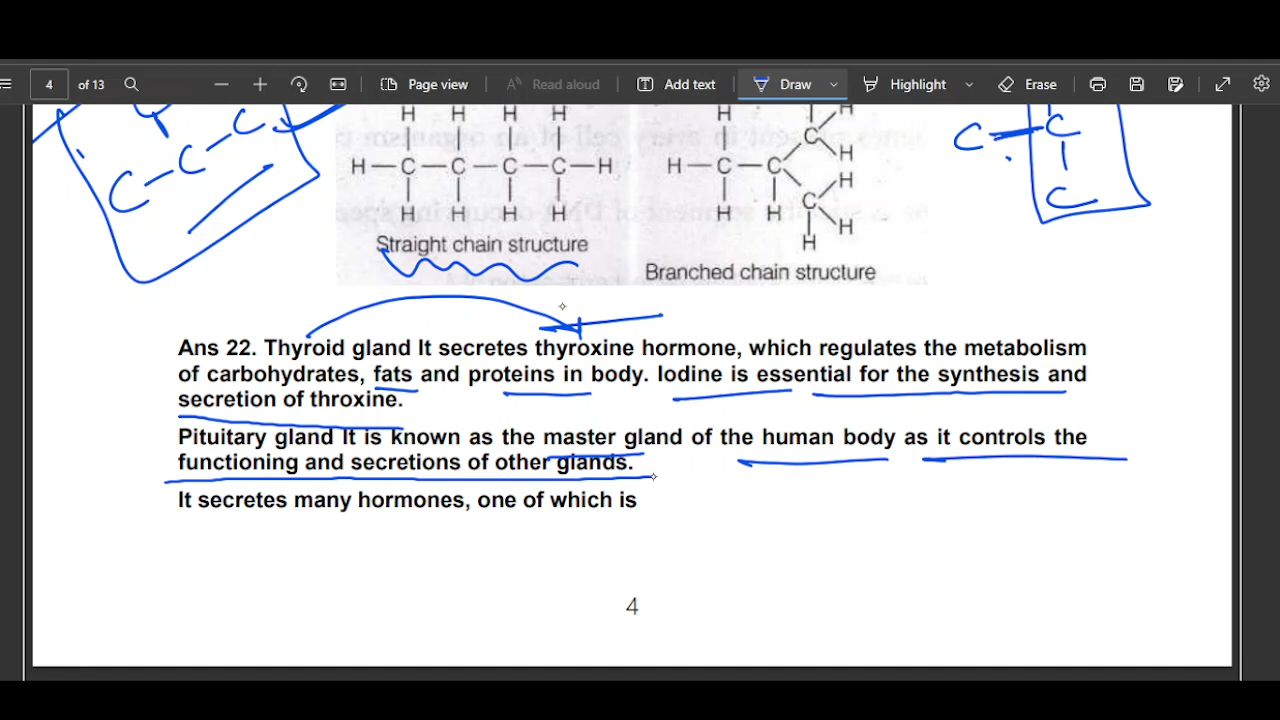 4 of 13 Page view Read aloud Add text Draw Highlight Erase
C C C C
H H H H
H C C C C H
H H H H
Straight chain structure
H H
C H
H C C
H
C H
H H H
Branched chain structure
C C
C
Ans 22. Thyroid gland It secretes thyroxine hormone, which regulates the metabolism
of carbohydrates, fats and proteins in body. Iodine is essential for the synthesis and
secretion of throxine.
Pituitary gland It is known as the master gland of the human body as it controls the
functioning and secretions of other glands.
It secretes many hormones, one of which is
4